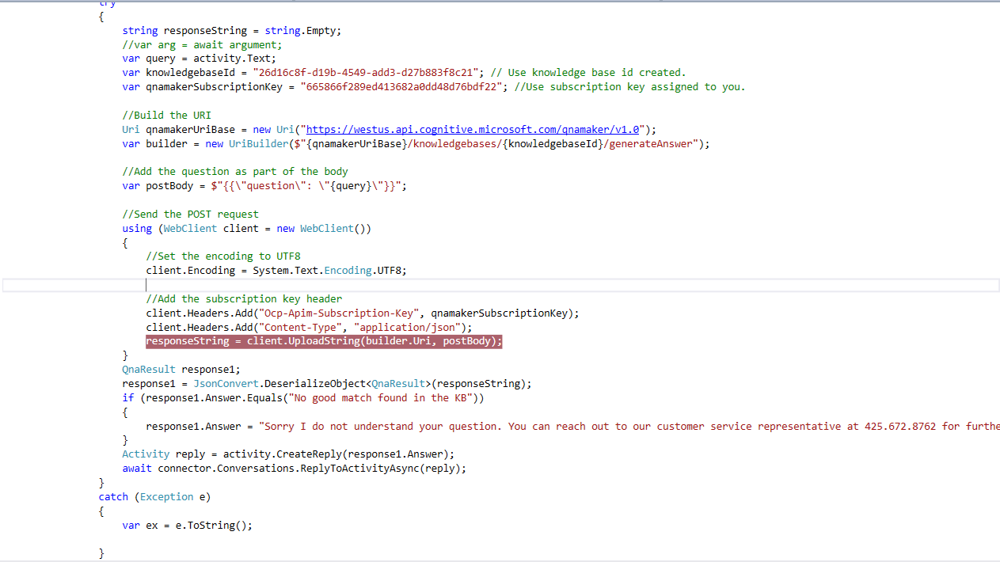 try
{
string responseString = string.Empty;
//var arg = await argument;
var query = activity.Text;
var knowledgebaseId = "26d16c8f-d19b-4549-add3-d27b883f8c21"; // Use knowledge base id created.
var qnamakerSubscriptionKey = "665866f289ed413682a0dd48d76bdf22"; //Use subscription key assigned to you.
//Build the URI
Uri qnamakerUriBase = new Uri("https://westus.api.cognitive.microsoft.com/qnamaker/v1.0");
var builder = new UriBuilder($"{qnamakerUriBase}/knowledgebases/{knowledgebaseId}/generateAnswer");
//Add the question as part of the body
var postBody = $"{{\"question\": \"{query}\"}}";
//Send the POST request
using (WebClient client = new WebClient())
{
//Set the encoding to UTF8
client.Encoding = System.Text.Encoding.UTF8;
//Add the subscription key header
client.Headers.Add("Ocp-Apim-Subscription-Key", qnamakerSubscriptionKey);
client.Headers.Add("Content-Type", "application/json");
responseString = client.UploadString(builder.Uri, postBody);
}
QnaResult response1;
response1 = JsonConvert.DeserializeObject<QnaResult>(responseString);
if (response1.Answer.Equals("No good match found in the KB"))
{
response1.Answer = "Sorry I do not understand your question. You can reach out to our customer service representative at 425.672.8762 for furthe
}
Activity reply = activity.CreateReply(response1.Answer);
await connector.Conversations.ReplyToActivityAsync(reply);
}
catch (Exception e)
{
var ex = e.ToString();
}